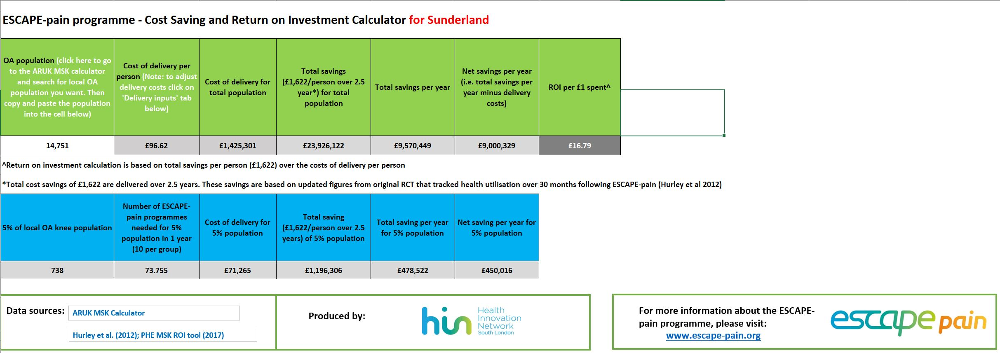 ESCAPE-pain programme - Cost Saving and Return on Investment Calculator for Sunderland
OA population (click here to go
to the ARUK MSK calculator
and search for local OA
population you want. Then
copy and paste the population
into the cell below)
Cost of delivery per
person (Note: to adjust
delivery costs click on
'Delivery inputs' tab
below)
Cost of delivery for
total population
Total savings
(£1,622/person over 2.5
year*) for total
population
Total savings per year
Net savings per year
(i.e. total savings per
year minus delivery
costs)
ROI per £1 spent^
14,751
£96.62
£1,425,301
£23,926,122
£9,570,449
£9,000,329
£16.79
^Return on investment calculation is based on total savings per person (£1,622) over the costs of delivery per person
*Total cost savings of £1,622 are delivered over 2.5 years. These savings are based on updated figures from original RCT that tracked health utilisation over 30 months following ESCAPE-pain (Hurley et al 2012)
5% of local OA knee population
Number of ESCAPE-
pain programmes
needed for 5%
population in 1 year
(10 per group)
Cost of delivery for
5% population
Total saving
(£1,622/person over 2.5
years) of 5% population
Total saving per year
for 5% population
Net saving per year for
5% population
738
73.755
£71,265
£1,196,306
£478,522
£450,016
Data sources:
ARUK MSK Calculator
Hurley et al. (2012); PHE MSK ROI tool (2017)
Produced by:
hin
Health
Innovation
Network
South London
For more information about the ESCAPE-
pain programme, please visit:
www.escape-pain.org
escape pain